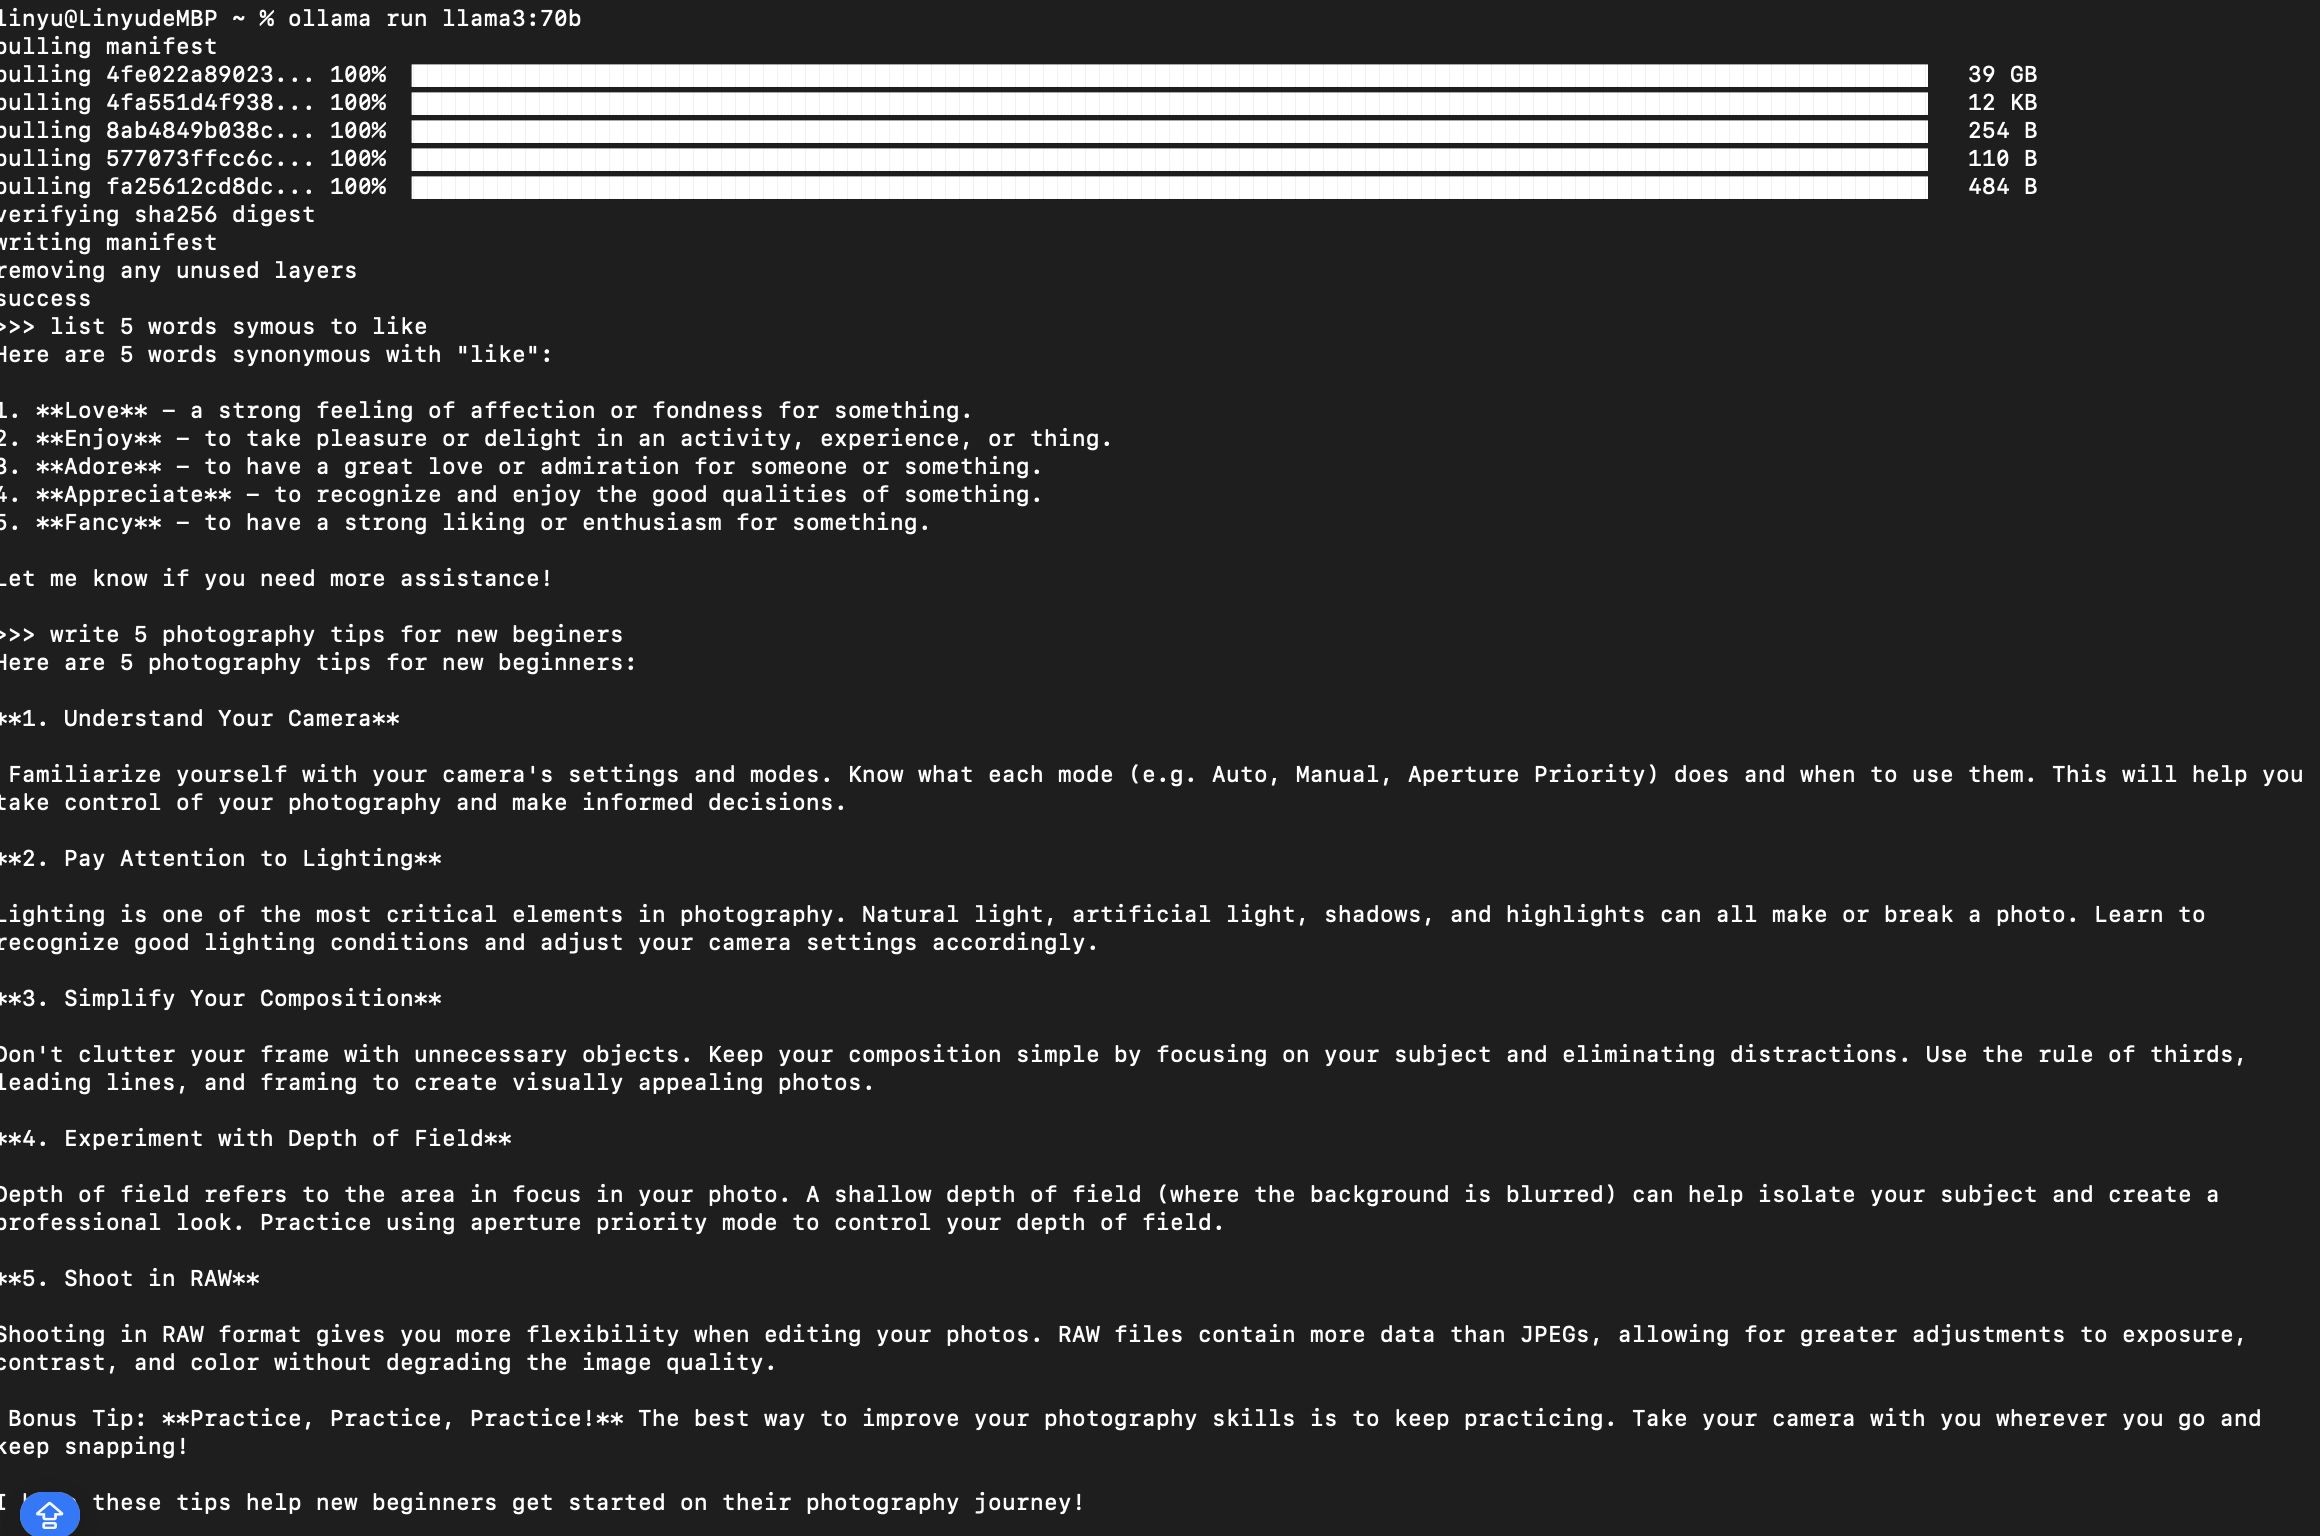 linyu@LinyudeMBP ~ % ollama run llama3:70b
pulling manifest
pulling 4fe022a89023... 100% 39 GB
pulling 4fa551d4f938... 100% 12 KB
pulling 8ab4849b038c... 100% 254 B
pulling 577073ffcc6c... 100% 110 B
pulling fa25612cd8dc... 100% 484 B
verifying sha256 digest
writing manifest
removing any unused layers
success
>>> list 5 words symous to like
Here are 5 words synonymous with "like":
1. **Love** – a strong feeling of affection or fondness for something.
2. **Enjoy** – to take pleasure or delight in an activity, experience, or thing.
3. **Adore** – to have a great love or admiration for someone or something.
4. **Appreciate** – to recognize and enjoy the good qualities of something.
5. **Fancy** – to have a strong liking or enthusiasm for something.
Let me know if you need more assistance!
>>> write 5 photography tips for new beginers
Here are 5 photography tips for new beginners:
**1. Understand Your Camera**
Familiarize yourself with your camera's settings and modes. Know what each mode (e.g. Auto, Manual, Aperture Priority) does and when to use them. This will help you
take control of your photography and make informed decisions.
**2. Pay Attention to Lighting**
Lighting is one of the most critical elements in photography. Natural light, artificial light, shadows, and highlights can all make or break a photo. Learn to
recognize good lighting conditions and adjust your camera settings accordingly.
**3. Simplify Your Composition**
Don't clutter your frame with unnecessary objects. Keep your composition simple by focusing on your subject and eliminating distractions. Use the rule of thirds,
leading lines, and framing to create visually appealing photos.
**4. Experiment with Depth of Field**
Depth of field refers to the area in focus in your photo. A shallow depth of field (where the background is blurred) can help isolate your subject and create a
professional look. Practice using aperture priority mode to control your depth of field.
**5. Shoot in RAW**
Shooting in RAW format gives you more flexibility when editing your photos. RAW files contain more data than JPEGs, allowing for greater adjustments to exposure,
contrast, and color without degrading the image quality.
Bonus Tip: **Practice, Practice, Practice!** The best way to improve your photography skills is to keep practicing. Take your camera with you wherever you go and
keep snapping!
I these tips help new beginners get started on their photography journey!